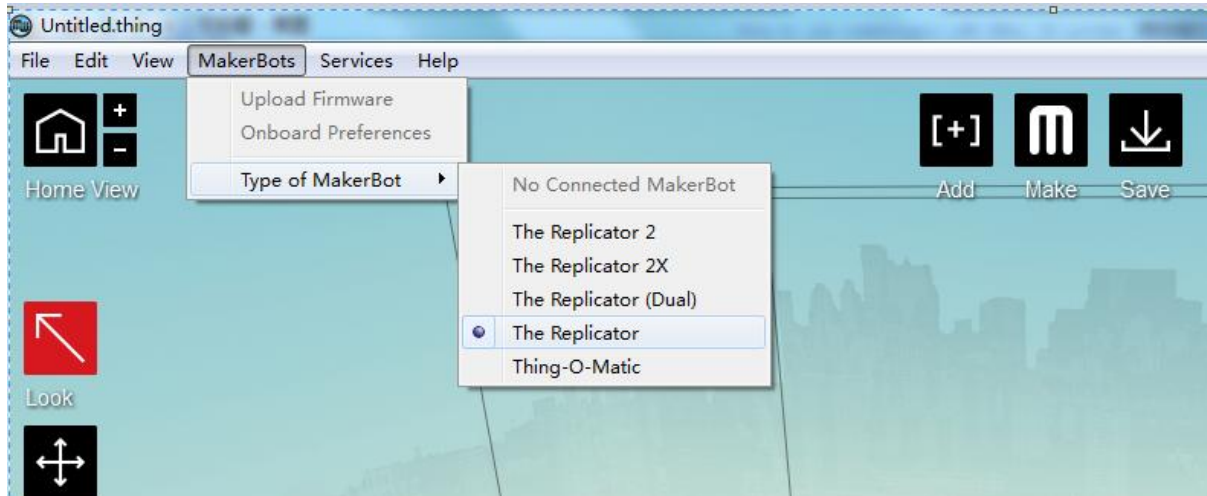 Untitled.thing
File Edit View MakerBots Services Help
Upload Firmware
Onboard Preferences
Type of MakerBot
No Connected MakerBot
The Replicator 2
The Replicator 2X
The Replicator (Dual)
The Replicator
Thing-O-Matic
+
-
Home View
Look
[+]
M
Add Make Save